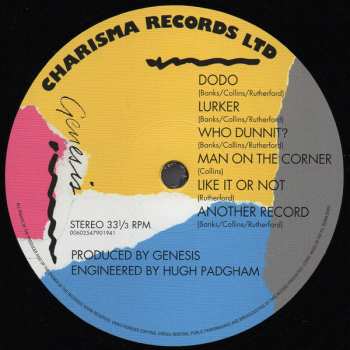 CHARISMA RECORDS LTD
Genesis
DODO
(Banks/Collins/Rutherford)
LURKER
(Banks/Collins/Rutherford)
WHO DUNNIT?
(Banks/Collins/Rutherford)
MAN ON THE CORNER
(Collins)
LIKE IT OR NOT
(Rutherford)
ANOTHER RECORD
(Banks/Collins/Rutherford)
STEREO 33⅓ RPM
00602547901941
PRODUCED BY GENESIS
ENGINEERED BY HUGH PADGHAM